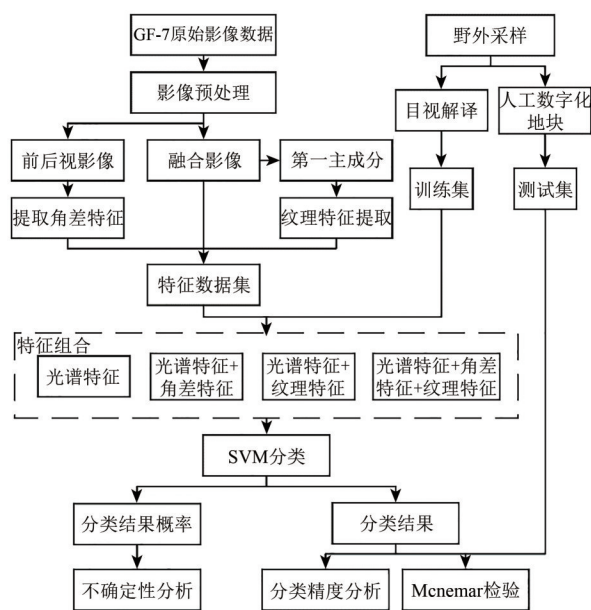 GF-7原始影像数据
野外采样
影像预处理
目视解译
人工数字化
地块
前后视影像
融合影像
第一主成分
训练集
测试集
提取角差特征
纹理特征提取
特征数据集
特征组合
光谱特征
光谱特征+
角差特征
光谱特征+
纹理特征
光谱特征+角差
特征+纹理特征
SVM分类
分类结果概率
分类结果
不确定性分析
分类精度分析
Mcnemar检验